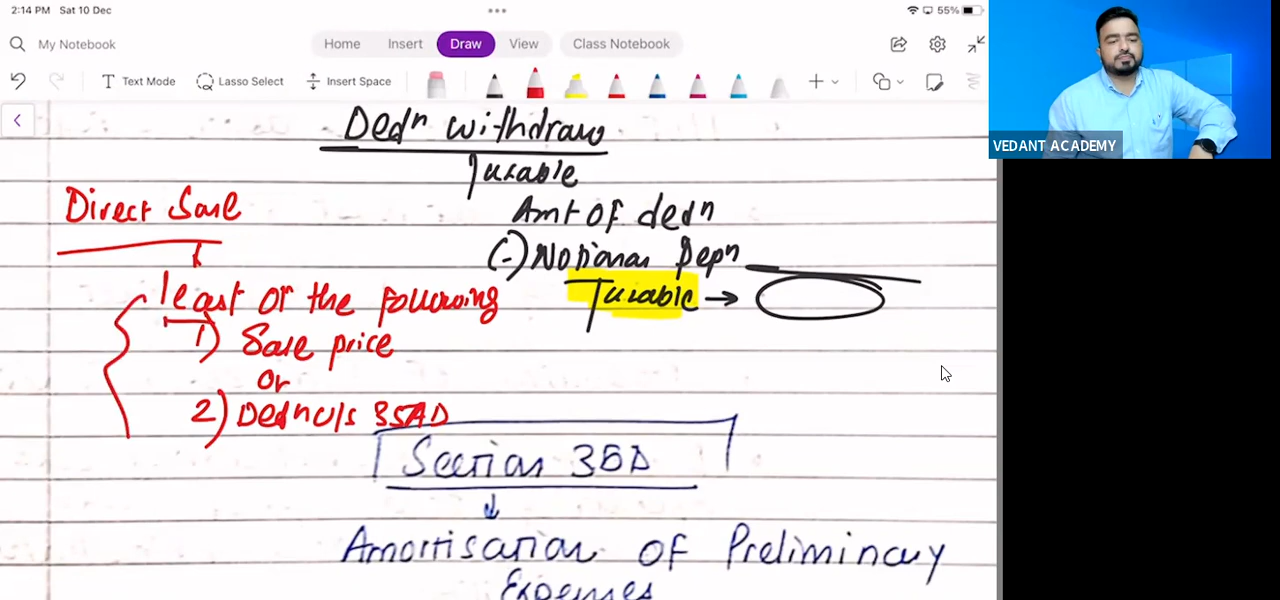 2:14 PM Sat 10 Dec
55%
My Notebook
Home Insert Draw View Class Notebook
Text Mode Lasso Select Insert Space
VEDANT ACADEMY
Dedn withdraw
Taxable
Amt of dedn
(-) Notional Depn
Taxable →
Direct Sale
least of the following
1) Sale price
or
2) Dedn u/s 35AD
Section 35D
↓
Amortisation of Preliminary
Expenses